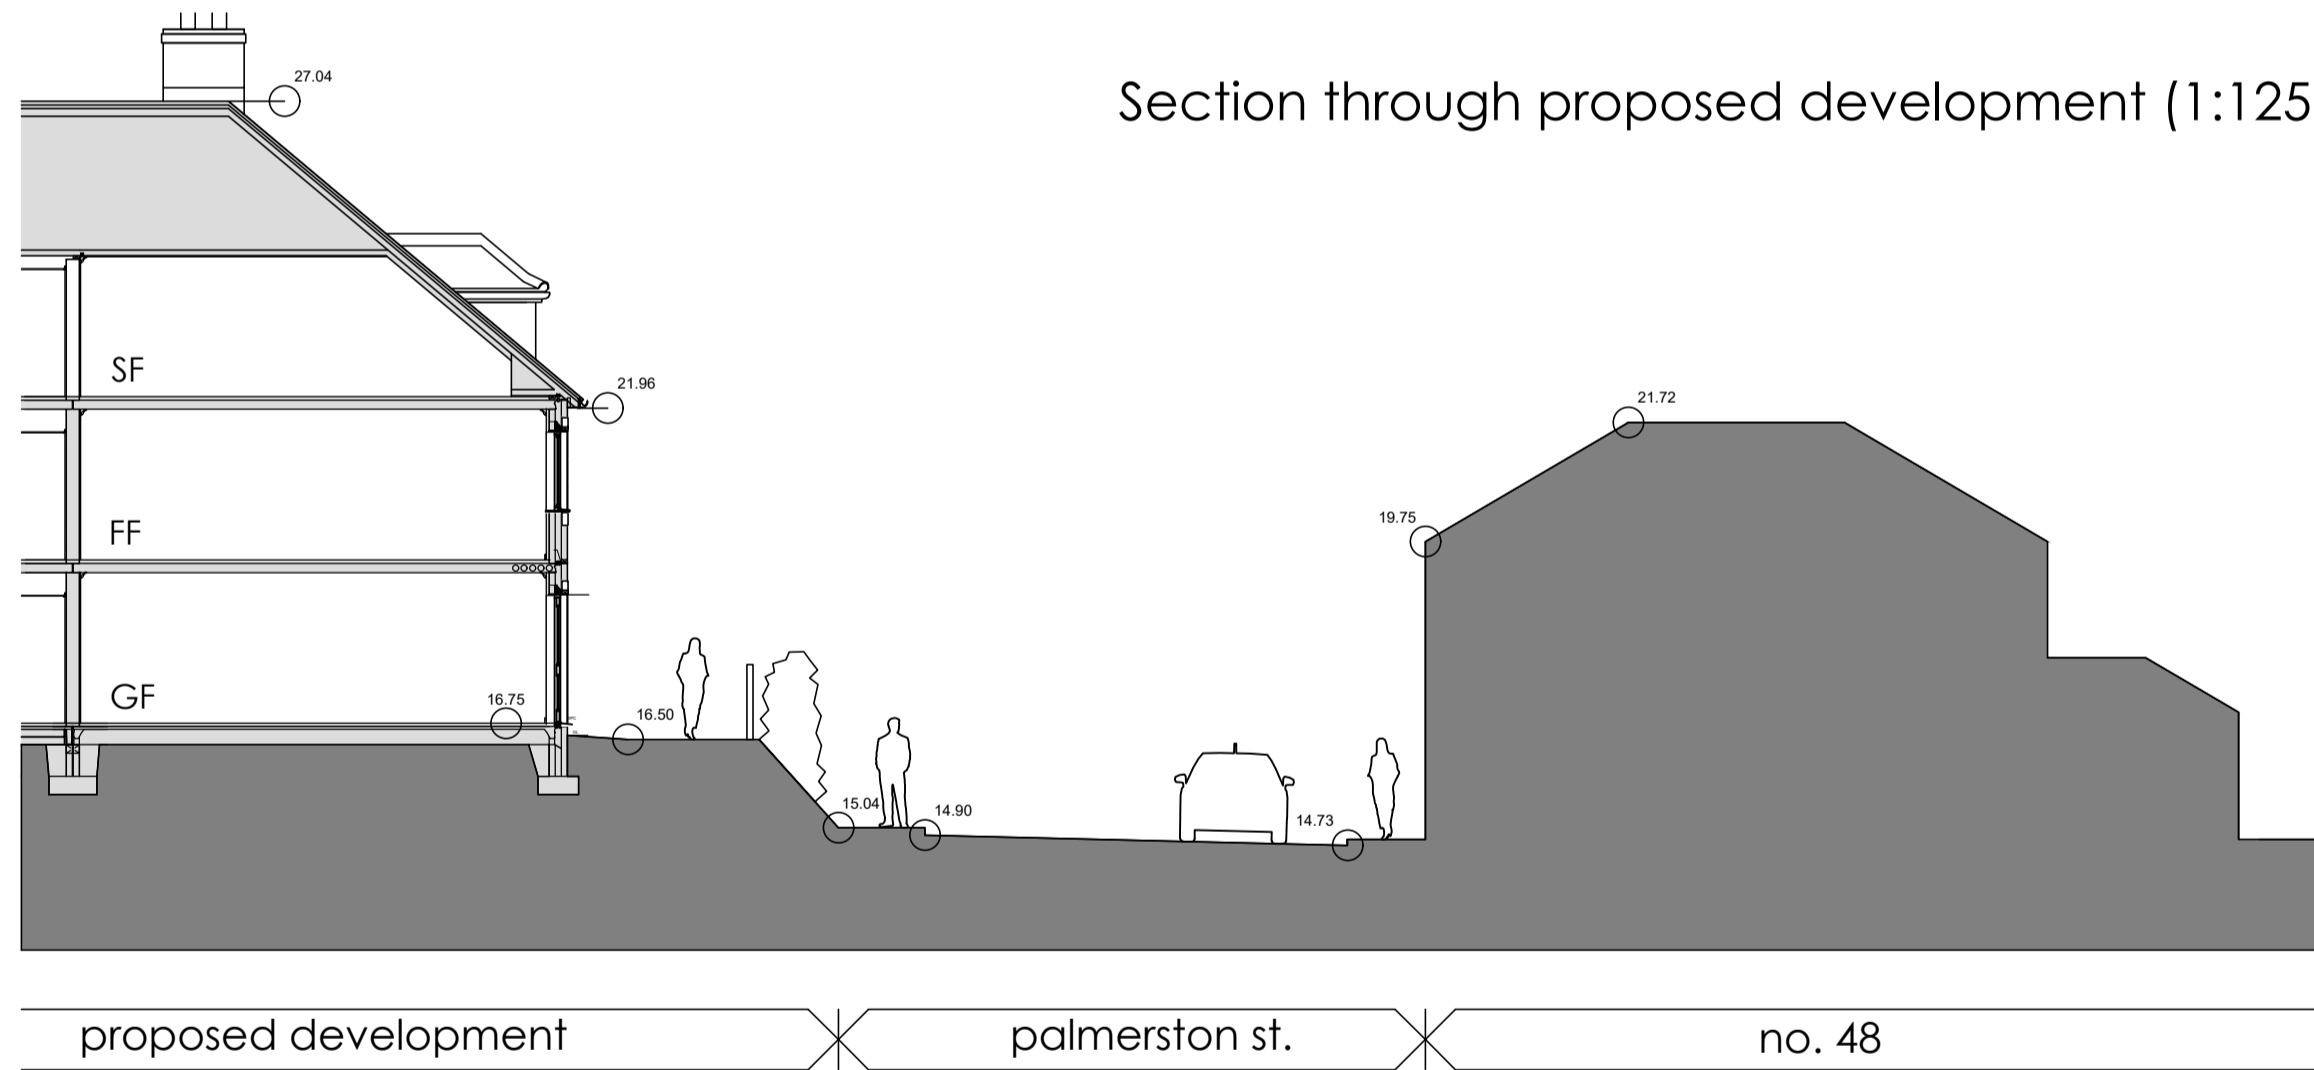 27.04
Section through proposed development (1:125
SF
21.96
21.72
FF
19.75
GF
16.75
16.50
15.04
14.90
14.73
proposed development
palmerston st.
no. 48